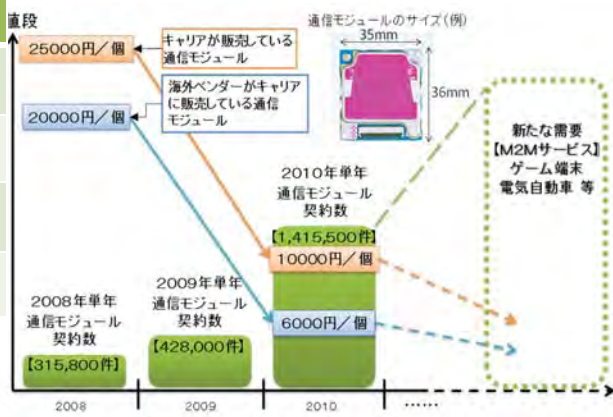 値段
25000円／個
キャリアが販売している
通信モジュール
20000円／個
海外ベンダーがキャリア
に販売している通信
モジュール
通信モジュールのサイズ（例）
35mm
36mm
新たな需要
【M2Mサービス】
ゲーム端末
電気自動車 等
2010年単年
通信モジュール
契約数
【1,415,500件】
10000円／個
6000円／個
2009年単年
通信モジュール
契約数
【428,000件】
2008年単年
通信モジュール
契約数
【315,800件】
2008
2009
2010
……